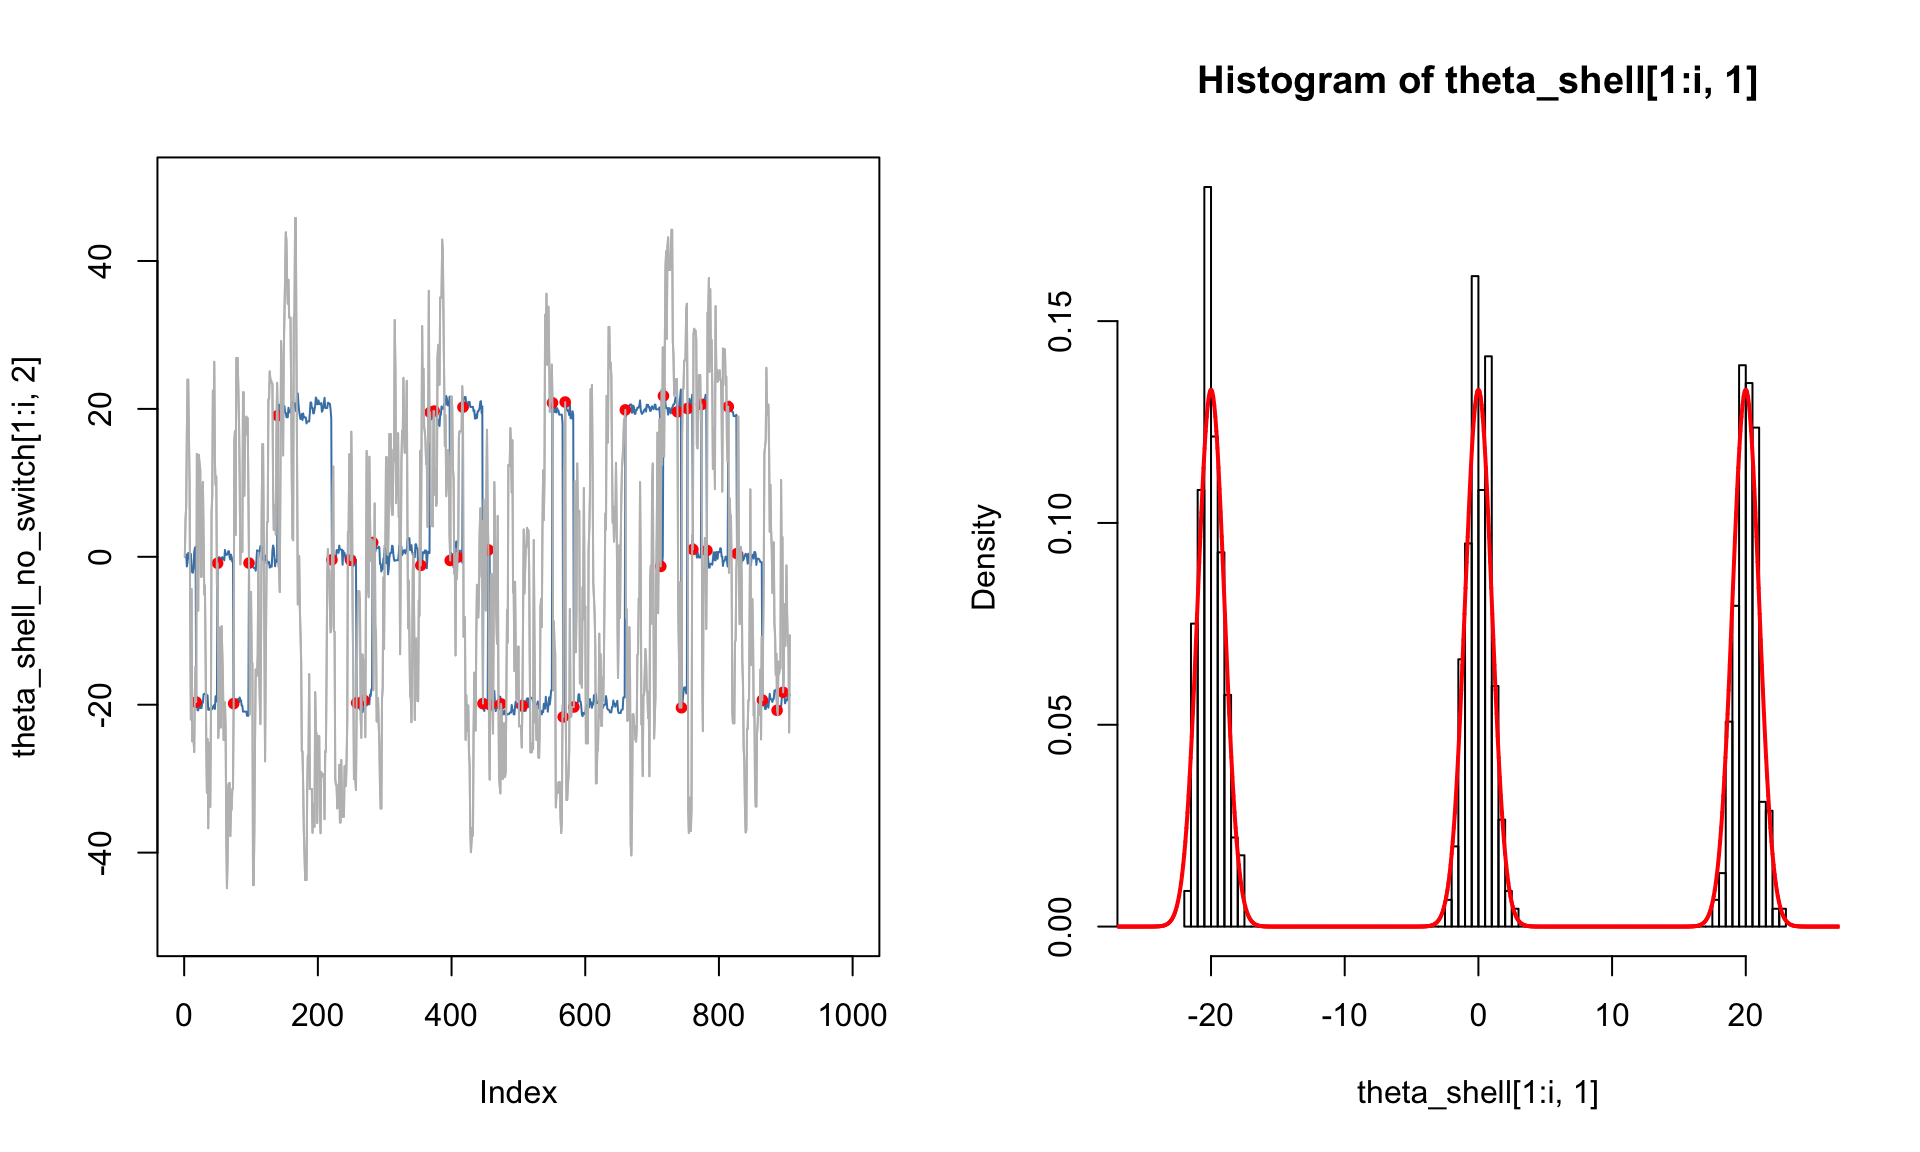 theta_shell_no_switch[1:i, 2]
40
20
0
-20
-40
0 200 400 600 800 1000
Index
Histogram of theta_shell[1:i, 1]
Density
0.15
0.10
0.05
0.00
-20 -10 0 10 20
theta_shell[1:i, 1]